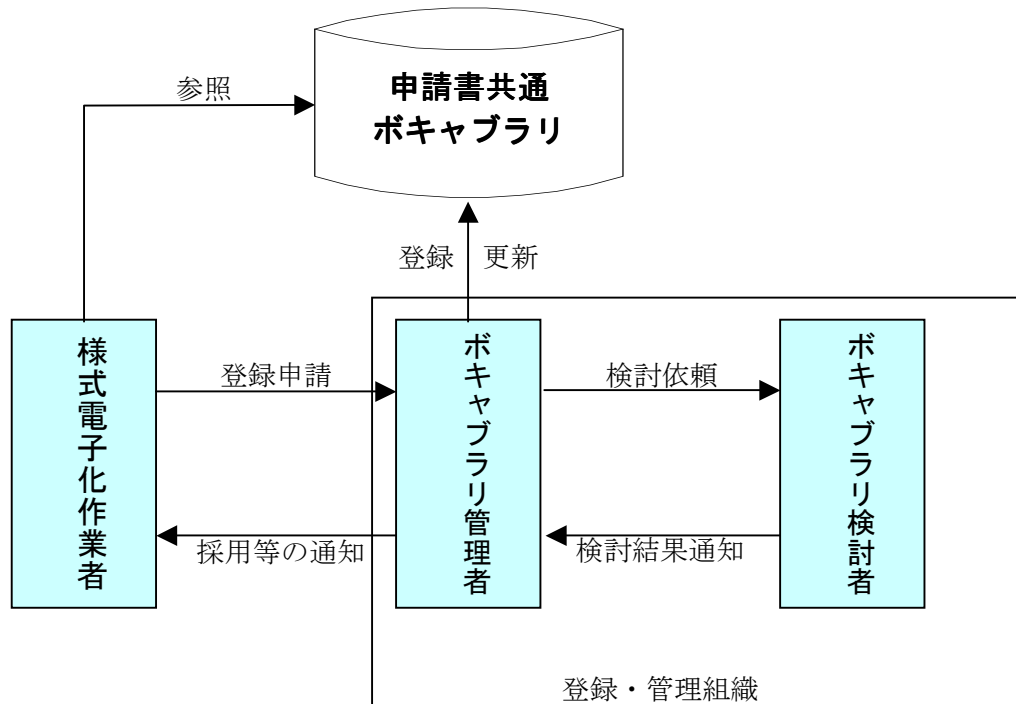 申請書共通
ボキャブラリ
参照
登録 更新
様式電子化作業者
登録申請
ボキャブラリ管理者
検討依頼
ボキャブラリ検討者
採用等の通知
検討結果通知
登録・管理組織